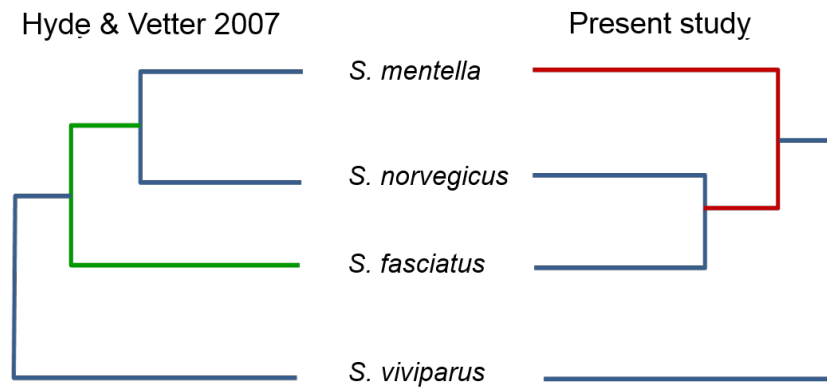 Hyde & Vetter 2007
Present study
S. mentella
S. norvegicus
S. fasciatus
S. viviparus